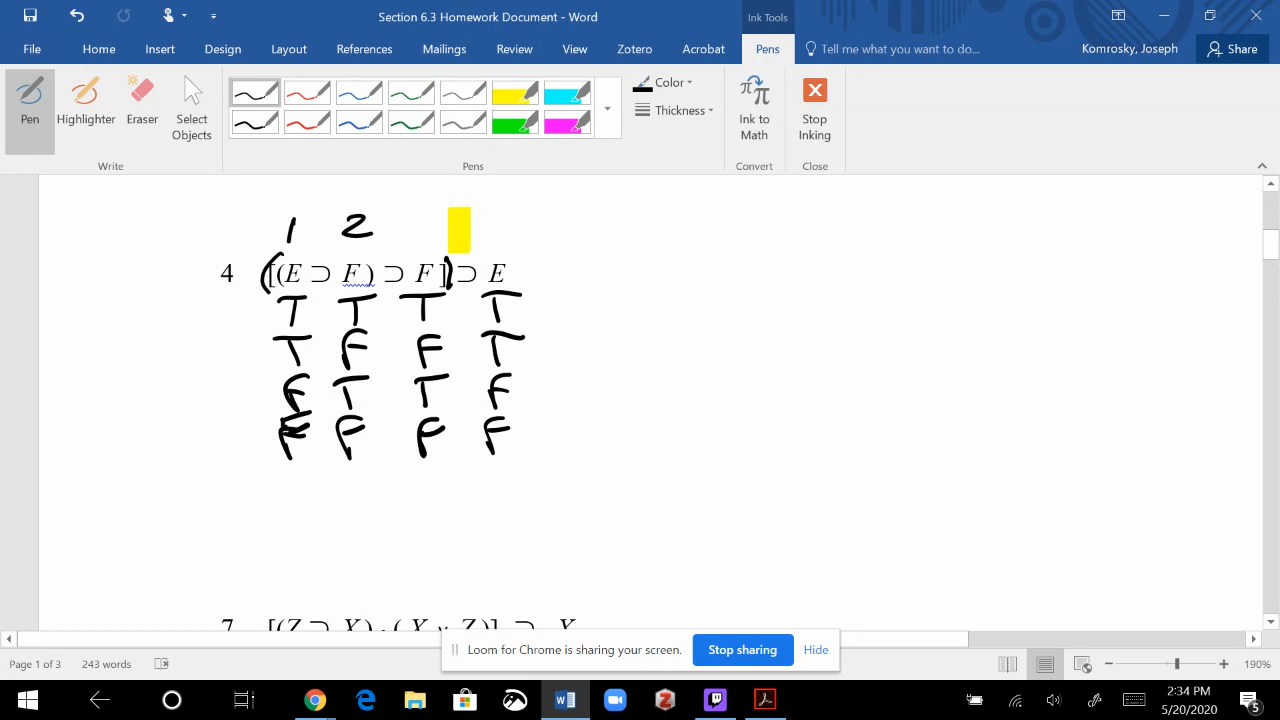 Section 6.3 Homework Document - Word
Ink Tools
File Home Insert Design Layout References Mailings Review View Zotero Acrobat Pens Tell me what you want to do... Komrosky, Joseph Share
Pen Highlighter Eraser Select Objects
Color
Thickness
Ink to Math
Stop Inking
Write Pens Convert Close
1 2
4 ([(E ⊃ F) ⊃ F]) ⊃ E
T T T T
T F F T
F T T F
F F F F
7 [(Z ⊃ X) · (X v Z)] ⊃ X
Loom for Chrome is sharing your screen. Stop sharing Hide
Page 1 of 3 243 words 190%
2:34 PM
5/20/2020
5